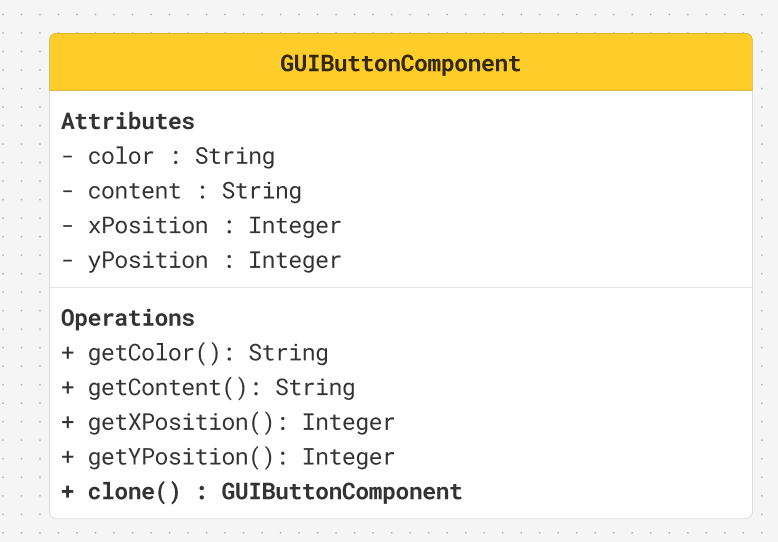 GUIButtonComponent
Attributes
- color : String
- content : String
- xPosition : Integer
- yPosition : Integer
Operations
+ getColor(): String
+ getContent(): String
+ getXPosition(): Integer
+ getYPosition(): Integer
+ clone() : GUIButtonComponent